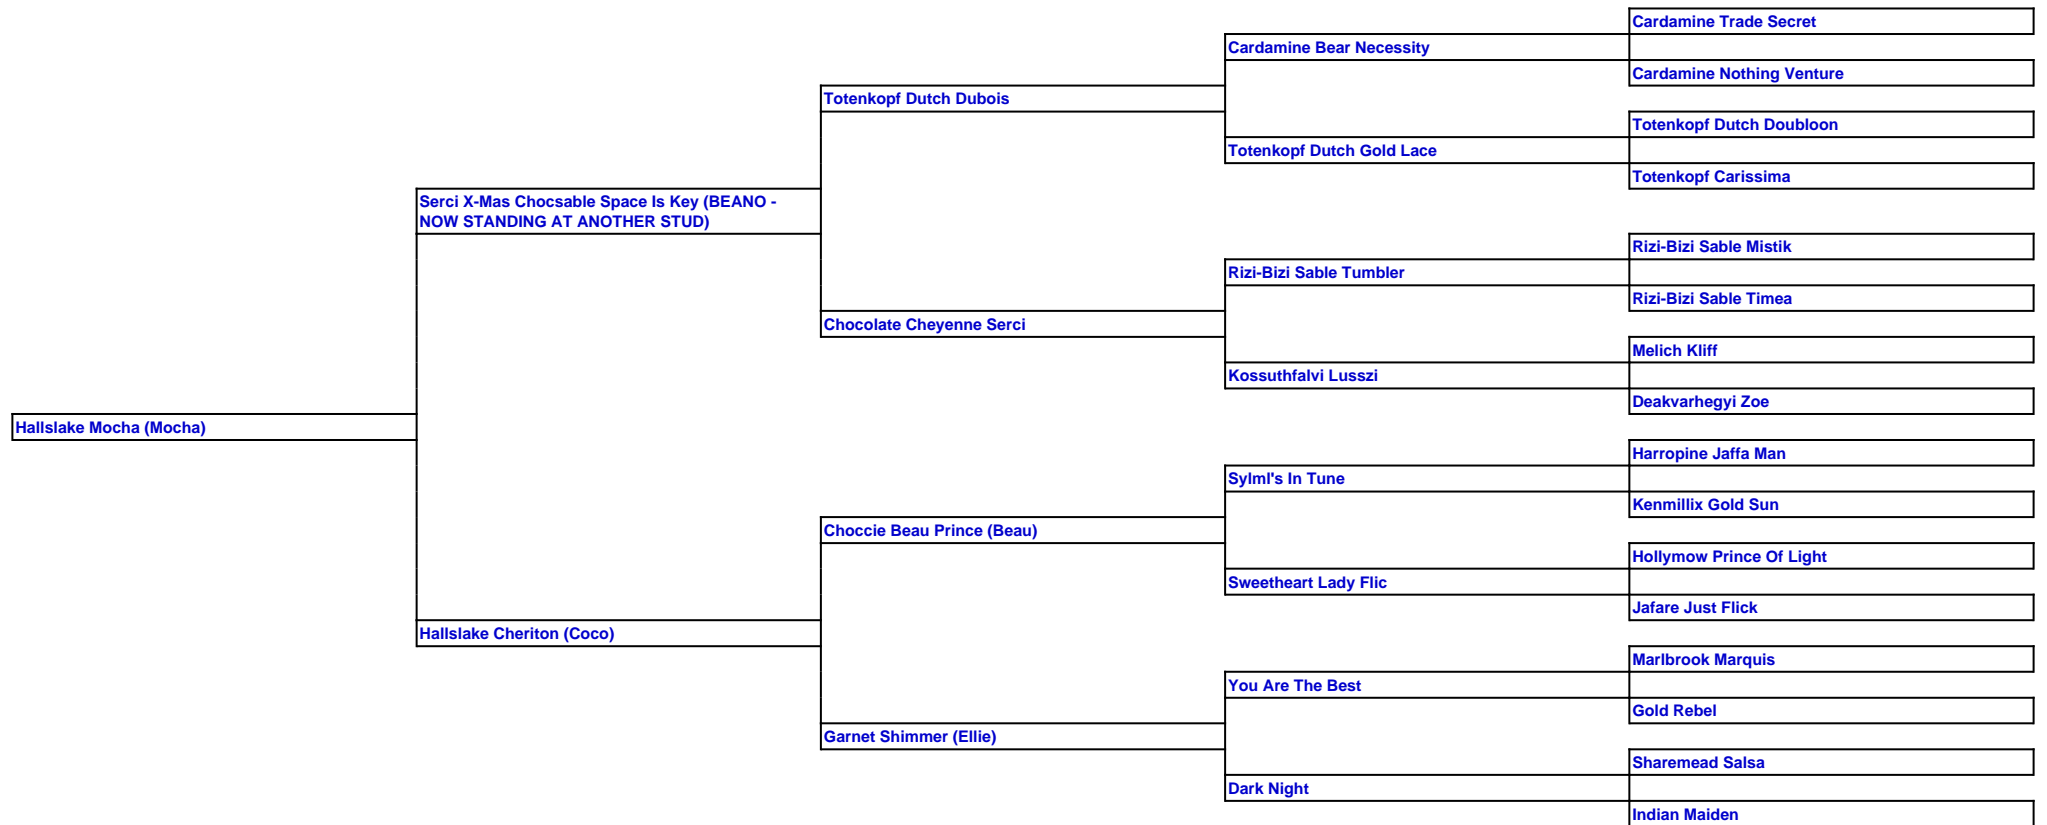 Cardamine Trade Secret
Cardamine Bear Necessity
Cardamine Nothing Venture
Totenkopf Dutch Dubois
Totenkopf Dutch Doubloon
Totenkopf Dutch Gold Lace
Totenkopf Carissima
Serci X-Mas Chocsable Space Is Key (BEANO -
NOW STANDING AT ANOTHER STUD)
Rizi-Bizi Sable Mistik
Rizi-Bizi Sable Tumbler
Rizi-Bizi Sable Timea
Chocolate Cheyenne Serci
Melich Kliff
Kossuthfalvi Lusszi
Deakvarhegyi Zoe
Hallslake Mocha (Mocha)
Harropine Jaffa Man
Sylml's In Tune
Kenmillix Gold Sun
Choccie Beau Prince (Beau)
Hollymow Prince Of Light
Sweetheart Lady Flic
Jafare Just Flick
Hallslake Cheriton (Coco)
Marlbrook Marquis
You Are The Best
Gold Rebel
Garnet Shimmer (Ellie)
Sharemead Salsa
Dark Night
Indian Maiden